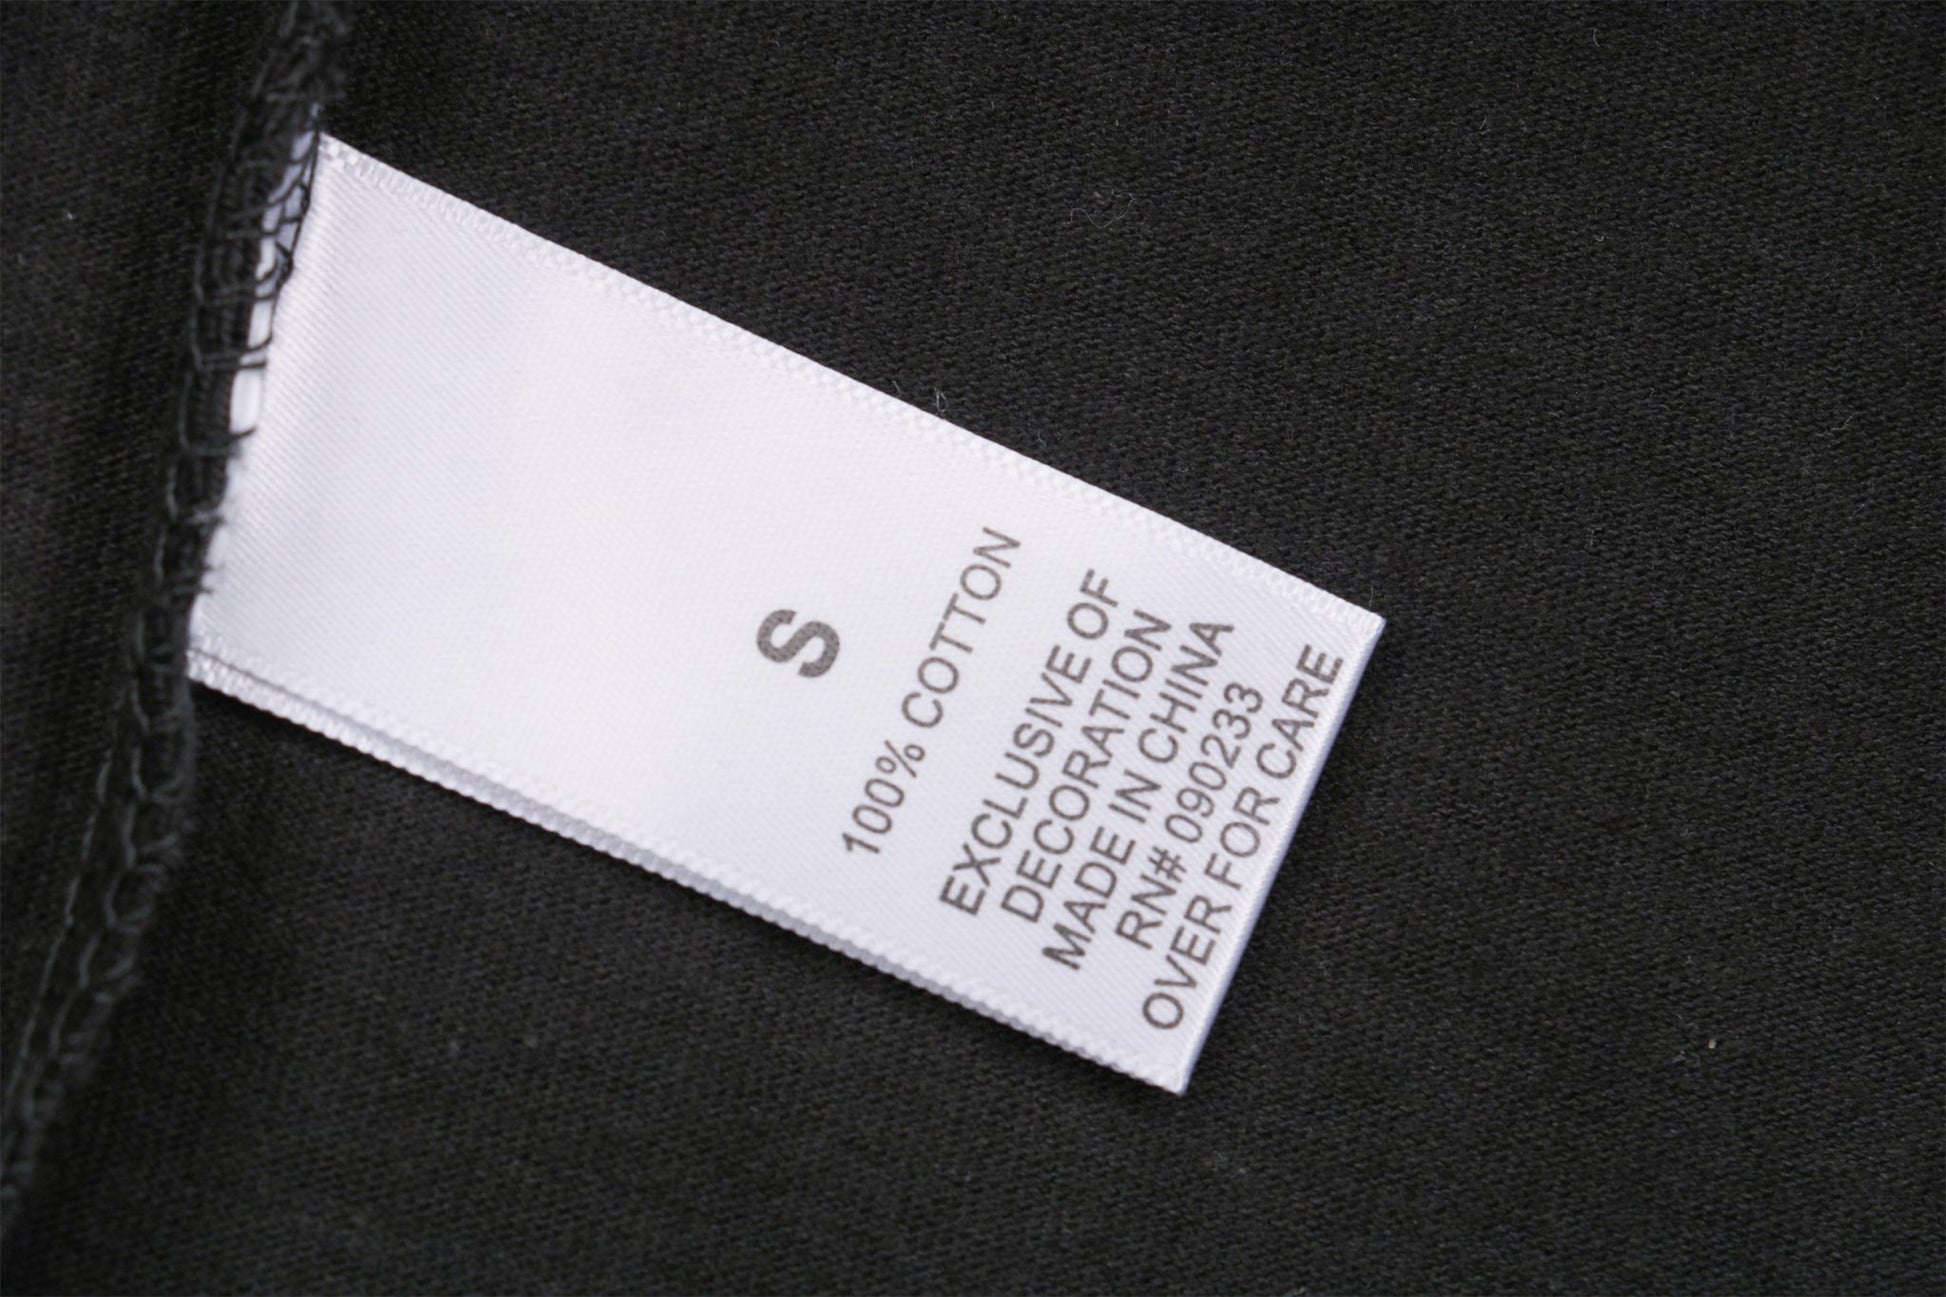 S
100% COTTON
EXCLUSIVE OF
DECORATION
MADE IN CHINA
RN# 090233
OVER FOR CARE